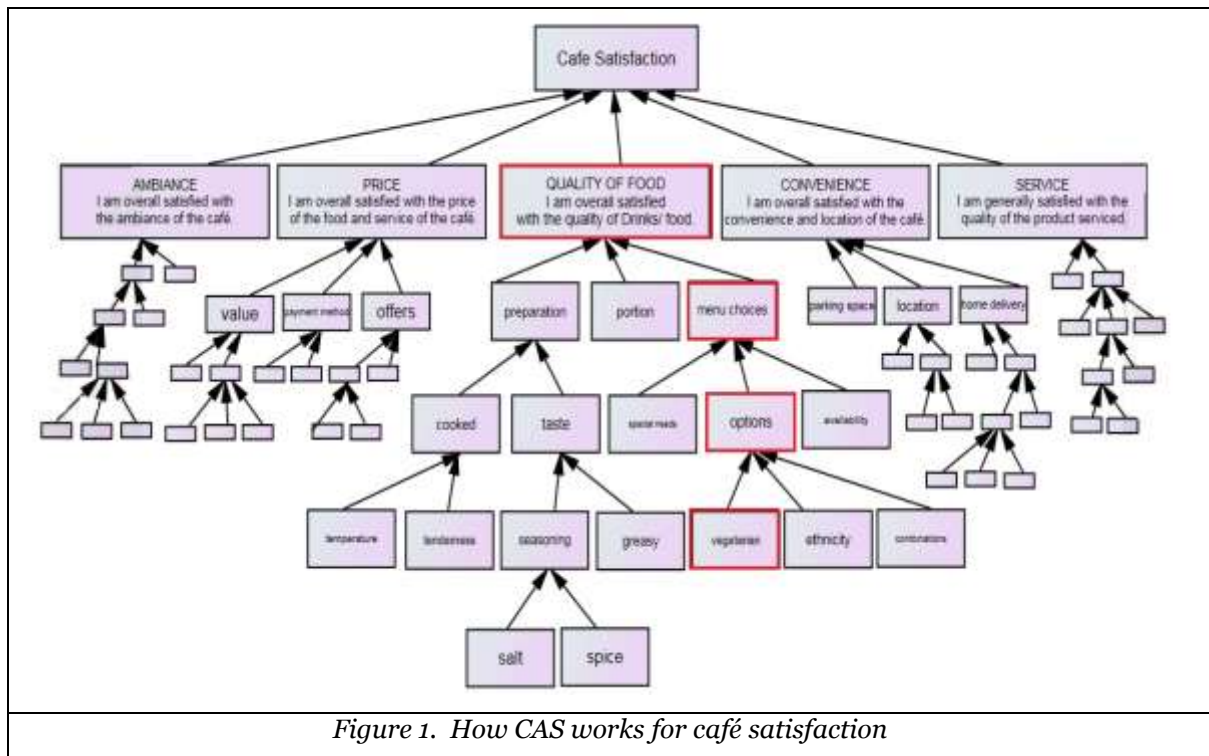 Cafe Satisfaction
AMBIANCE
I am overall satisfied with
the ambiance of the café.
PRICE
I am overall satisfied with the price
of the food and service of the café.
QUALITY OF FOOD
I am overall satisfied
with the quality of Drinks/ food.
CONVENIENCE
I am overall satisfied with the
convenience and location of the café.
SERVICE
I am generally satisfied with the
quality of the product serviced.
value
payment method
offers
preparation
portion
menu choices
parking space
location
home delivery
cooked
taste
special meals
options
availability
temperature
tenderness
seasoning
greasy
vegetarian
ethnicity
combinations
salt
spice
Figure 1. How CAS works for café satisfaction